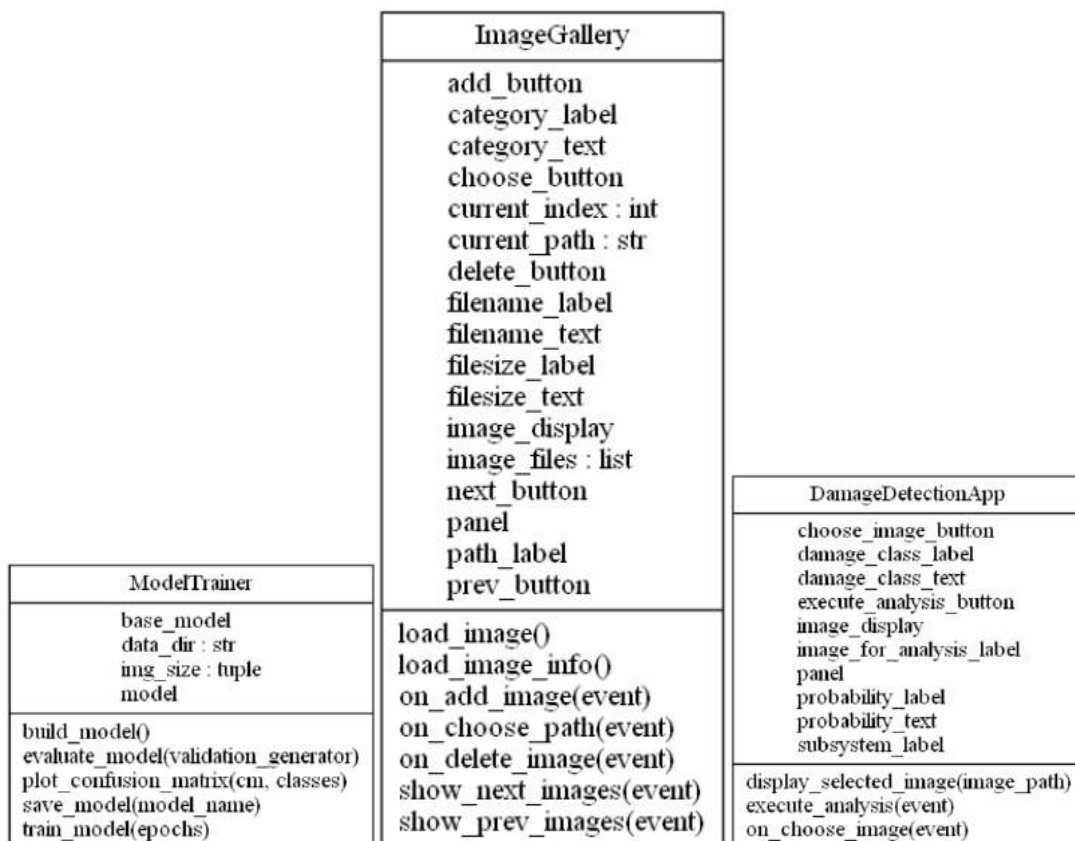 ModelTrainer
base_model
data_dir : str
img_size : tuple
model
build_model()
evaluate_model(validation_generator)
plot_confusion_matrix(cm, classes)
save_model(model_name)
train_model(epochs)
ImageGallery
add_button
category_label
category_text
choose_button
current_index : int
current_path : str
delete_button
filename_label
filename_text
filesize_label
filesize_text
image_display
image_files : list
next_button
panel
path_label
prev_button
load_image()
load_image_info()
on_add_image(event)
on_choose_path(event)
on_delete_image(event)
show_next_images(event)
show_prev_images(event)
DamageDetectionApp
choose_image_button
damage_class_label
damage_class_text
execute_analysis_button
image_display
image_for_analysis_label
panel
probability_label
probability_text
subsystem_label
display_selected_image(image_path)
execute_analysis(event)
on_choose_image(event)